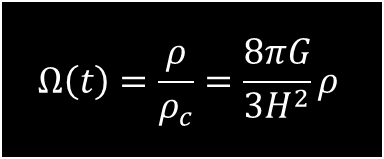 Ω(t) = ρ/ρ_c = 8πG/3H² ρ